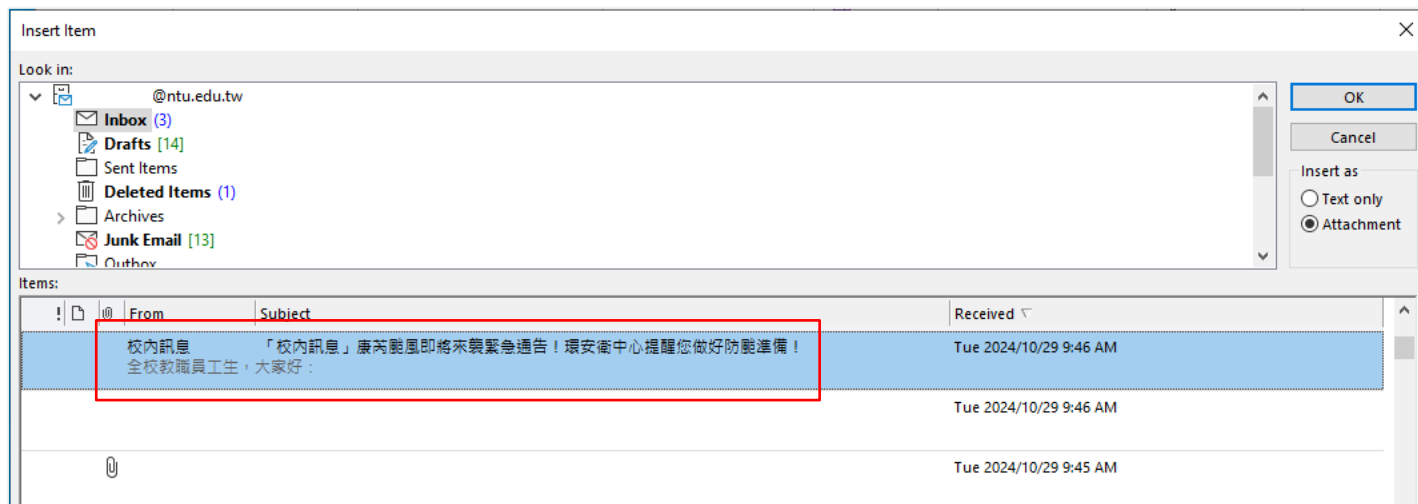 Insert Item
Look in:
@ntu.edu.tw
Inbox (3)
Drafts [14]
Sent Items
Deleted Items (1)
Archives
Junk Email [13]
Outbox
OK
Cancel
Insert as
Text only
Attachment
Items:
! From Subject Received
校內訊息 「校內訊息」康芮颱風即將來襲緊急通告！環安衛中心提醒您做好防颱準備！ Tue 2024/10/29 9:46 AM
全校教職員工生，大家好：
Tue 2024/10/29 9:46 AM
Tue 2024/10/29 9:45 AM